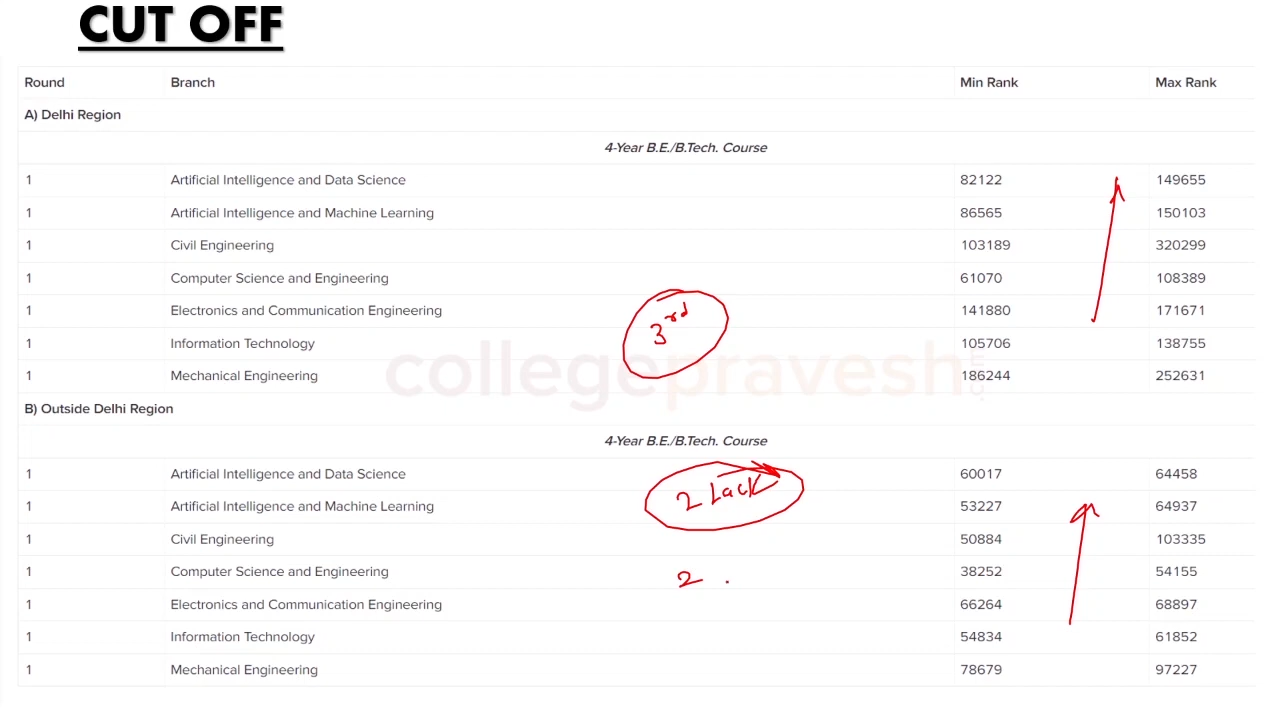 CUT OFF
Round Branch Min Rank Max Rank
A) Delhi Region
4-Year B.E./B.Tech. Course
1 Artificial Intelligence and Data Science 82122 149655
1 Artificial Intelligence and Machine Learning 86565 150103
1 Civil Engineering 103189 320299
1 Computer Science and Engineering 61070 108389
1 Electronics and Communication Engineering 141880 171671
3rd
1 Information Technology 105706 138755
collegepravesh
1 Mechanical Engineering 186244 252631
B) Outside Delhi Region
4-Year B.E./B.Tech. Course
1 Artificial Intelligence and Data Science 60017 64458
2 Lack
1 Artificial Intelligence and Machine Learning 53227 64937
1 Civil Engineering 50884 103335
1 Computer Science and Engineering 2 . 38252 54155
1 Electronics and Communication Engineering 66264 68897
1 Information Technology 54834 61852
1 Mechanical Engineering 78679 97227